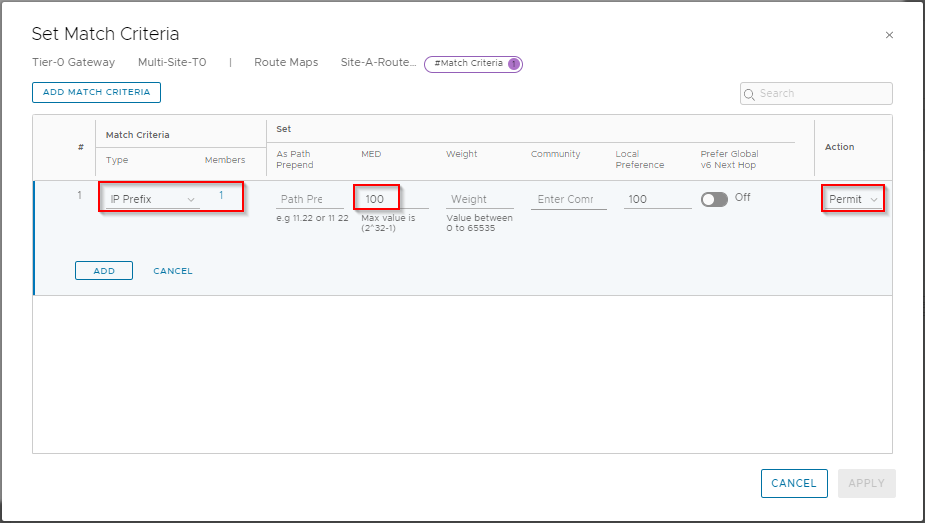 Set Match Criteria
×
Tier-0 Gateway Multi-Site-T0 | Route Maps Site-A-Route... #Match Criteria 1
ADD MATCH CRITERIA
Search
# Match Criteria Set Action
Type Members As Path Prepend MED Weight Community Local Preference Prefer Global v6 Next Hop
1 IP Prefix 1 Path Pre 100 Weight Enter Comr 100 Off Permit
e.g 11.22 or 11 22 Max value is (2^32-1) Value between 0 to 65535
ADD CANCEL
CANCEL APPLY